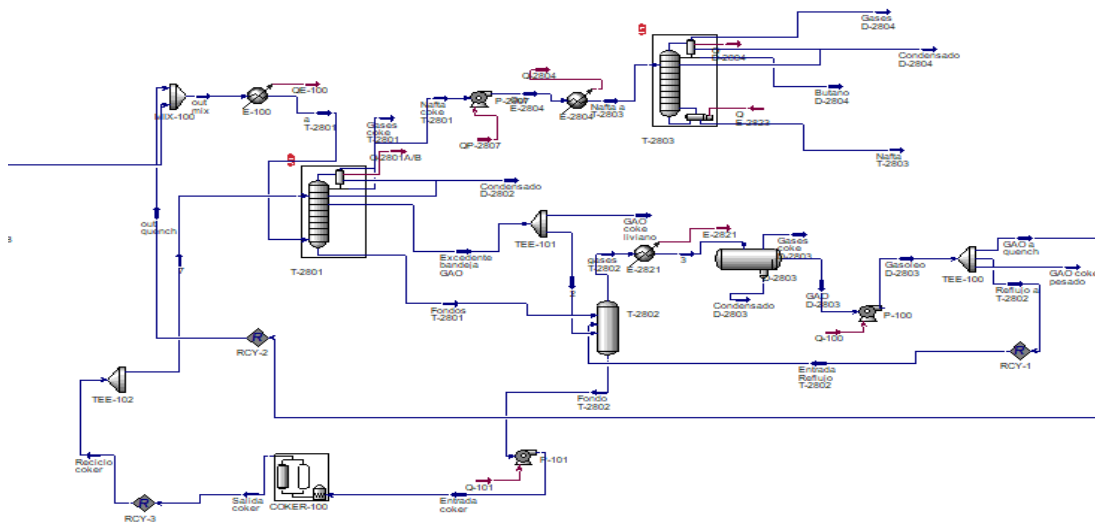 Gases
D-2804
Q
D-2804
Condensado
D-2804
Butano
D-2804
Q
E-2823
T-2803
Nafta
T-2803
Q-2804
E-2804
Nafta a
T-2803
P-2807
E-2804
QP-2807
Nafta
coke
T-2801
Gases
coke
T-2801
MIX-100
out
mix
QE-100
E-100
a
T-2801
Q-2801A/B
Condensado
D-2802
T-2801
out
quench
7
TEE-101
GAO
coke
liviano
Excedente
bandeja
GAO
2
gases
T-2802
E-2821
E-2821
3
Gases
coke
D-2803
D-2803
Condensado
D-2803
GAO
D-2803
Gasoleo
D-2803
P-100
Q-100
TEE-100
GAO a
quench
GAO coke
pesado
Reflujo a
T-2802
Fondos
T-2801
T-2802
RCY-2
RCY-1
Entrada
Reflujo
T-2802
Fondo
T-2802
TEE-102
Reciclo
coker
RCY-3
Salida
coker
COKER-100
Entrada
coker
Q-101
P-101